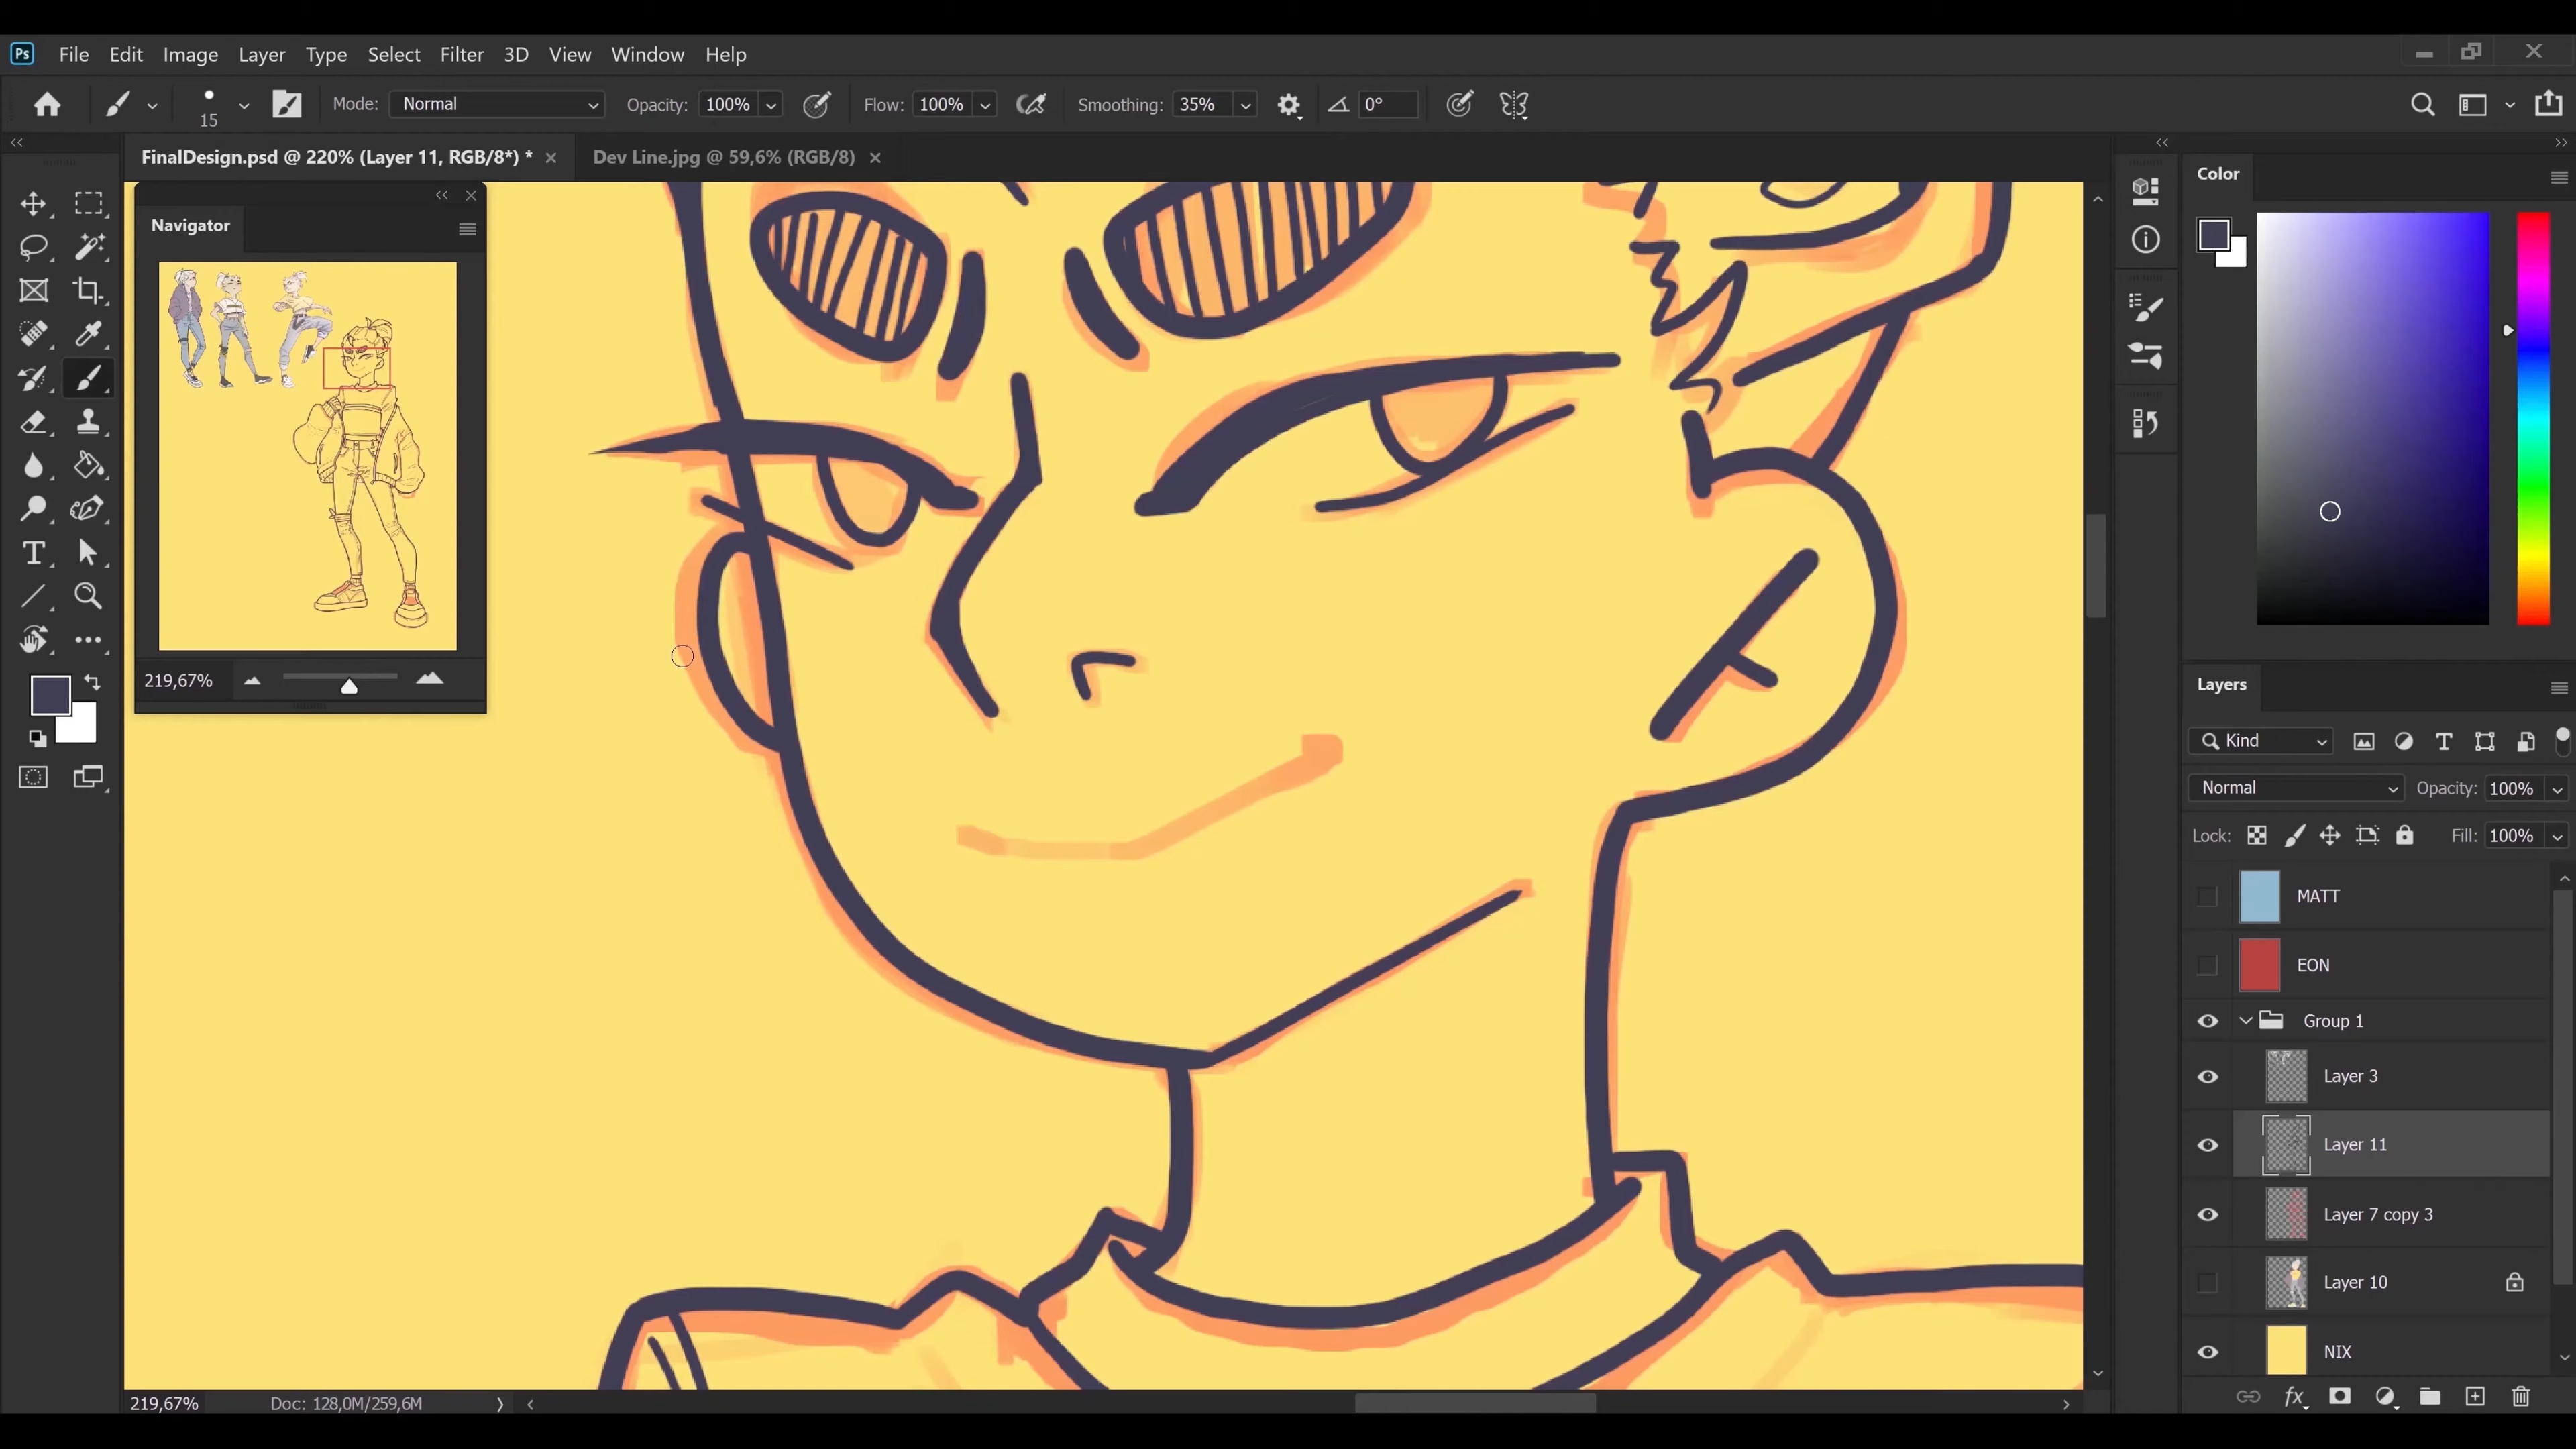 Ps File Edit Image Layer Type Select Filter 3D View Window Help
15 Mode: Normal Opacity: 100% Flow: 100% Smoothing: 35% 0°
FinalDesign.psd @ 220% (Layer 11, RGB/8*) * Dev Line.jpg @ 59,6% (RGB/8)
Navigator
219,67%
Color
Layers
Kind
Normal Opacity: 100%
Lock: Fill: 100%
MATT
EON
Group 1
Layer 3
Layer 11
Layer 7 copy 3
Layer 10
NIX
219,67% Doc: 128,0M/259,6M